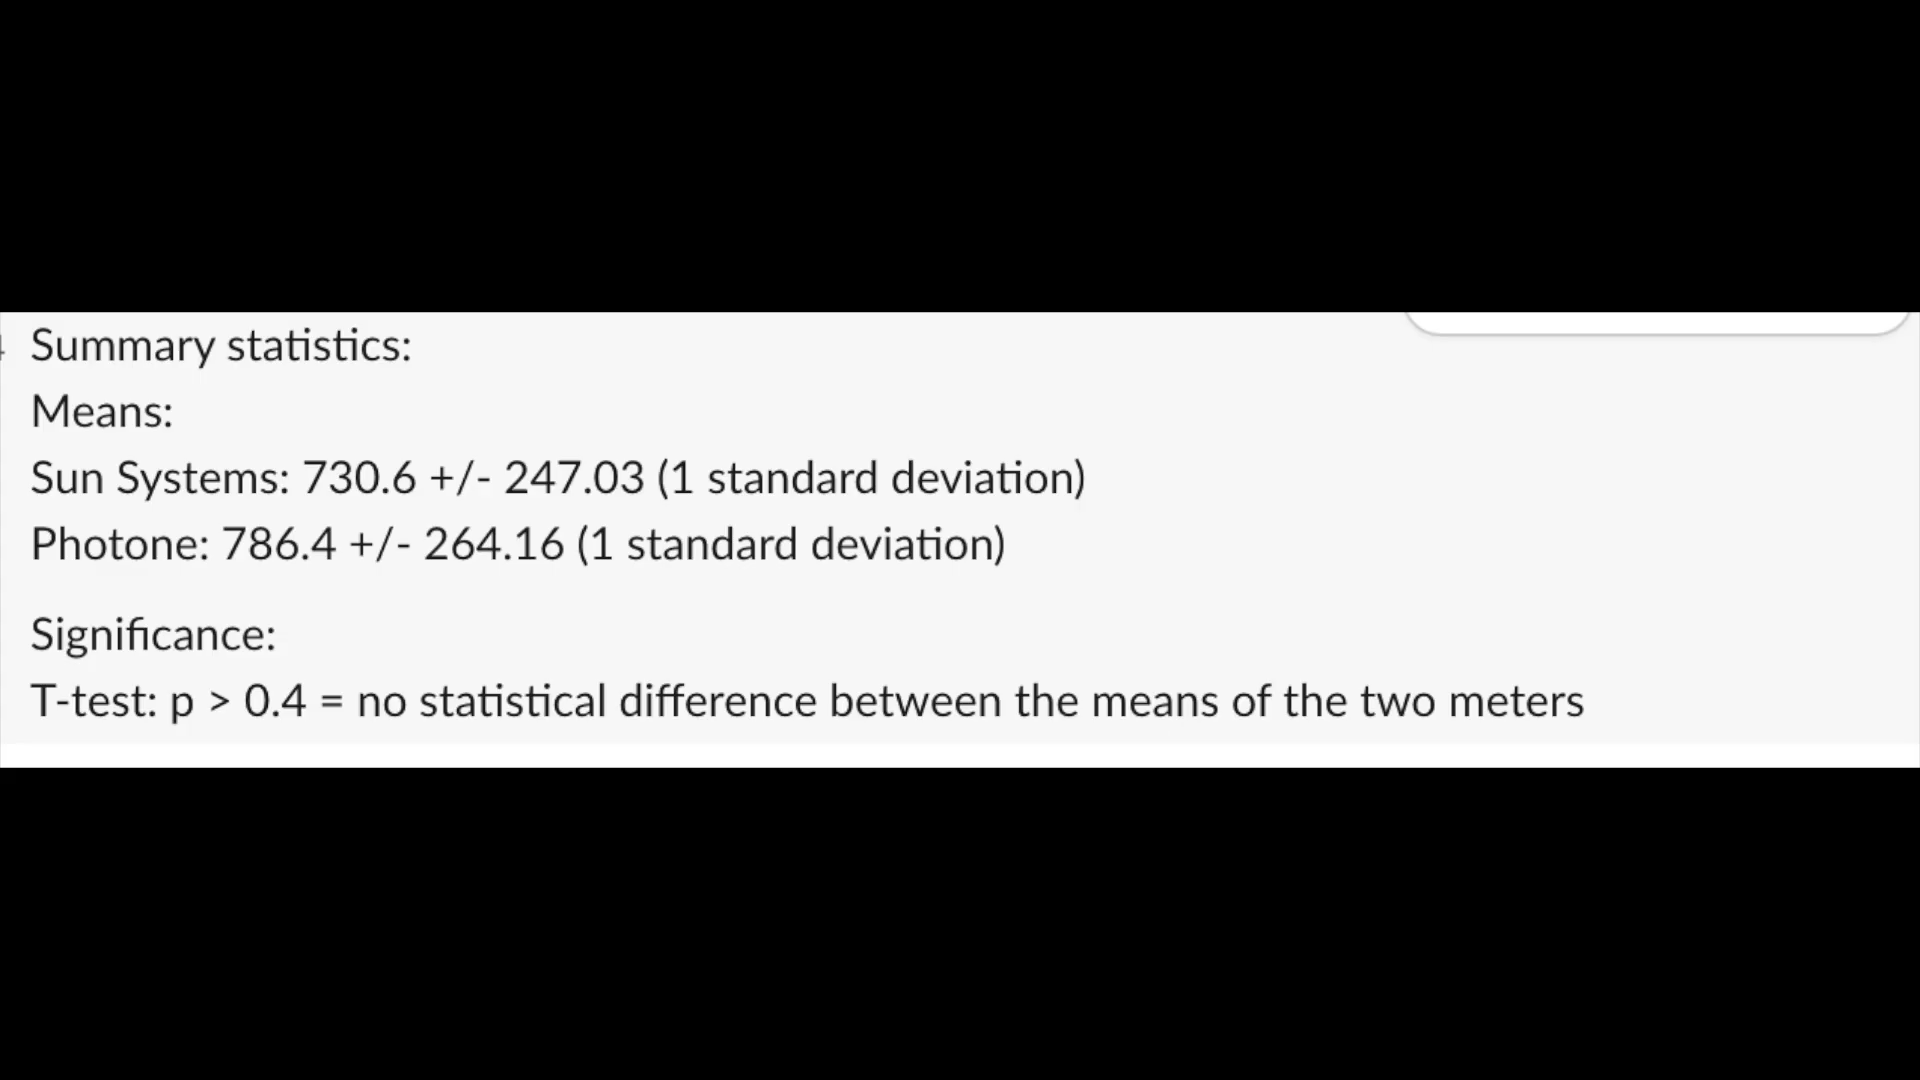 Summary statistics:
Means:
Sun Systems: 730.6 +/- 247.03 (1 standard deviation)
Photone: 786.4 +/- 264.16 (1 standard deviation)
Significance:
T-test: p > 0.4 = no statistical difference between the means of the two meters